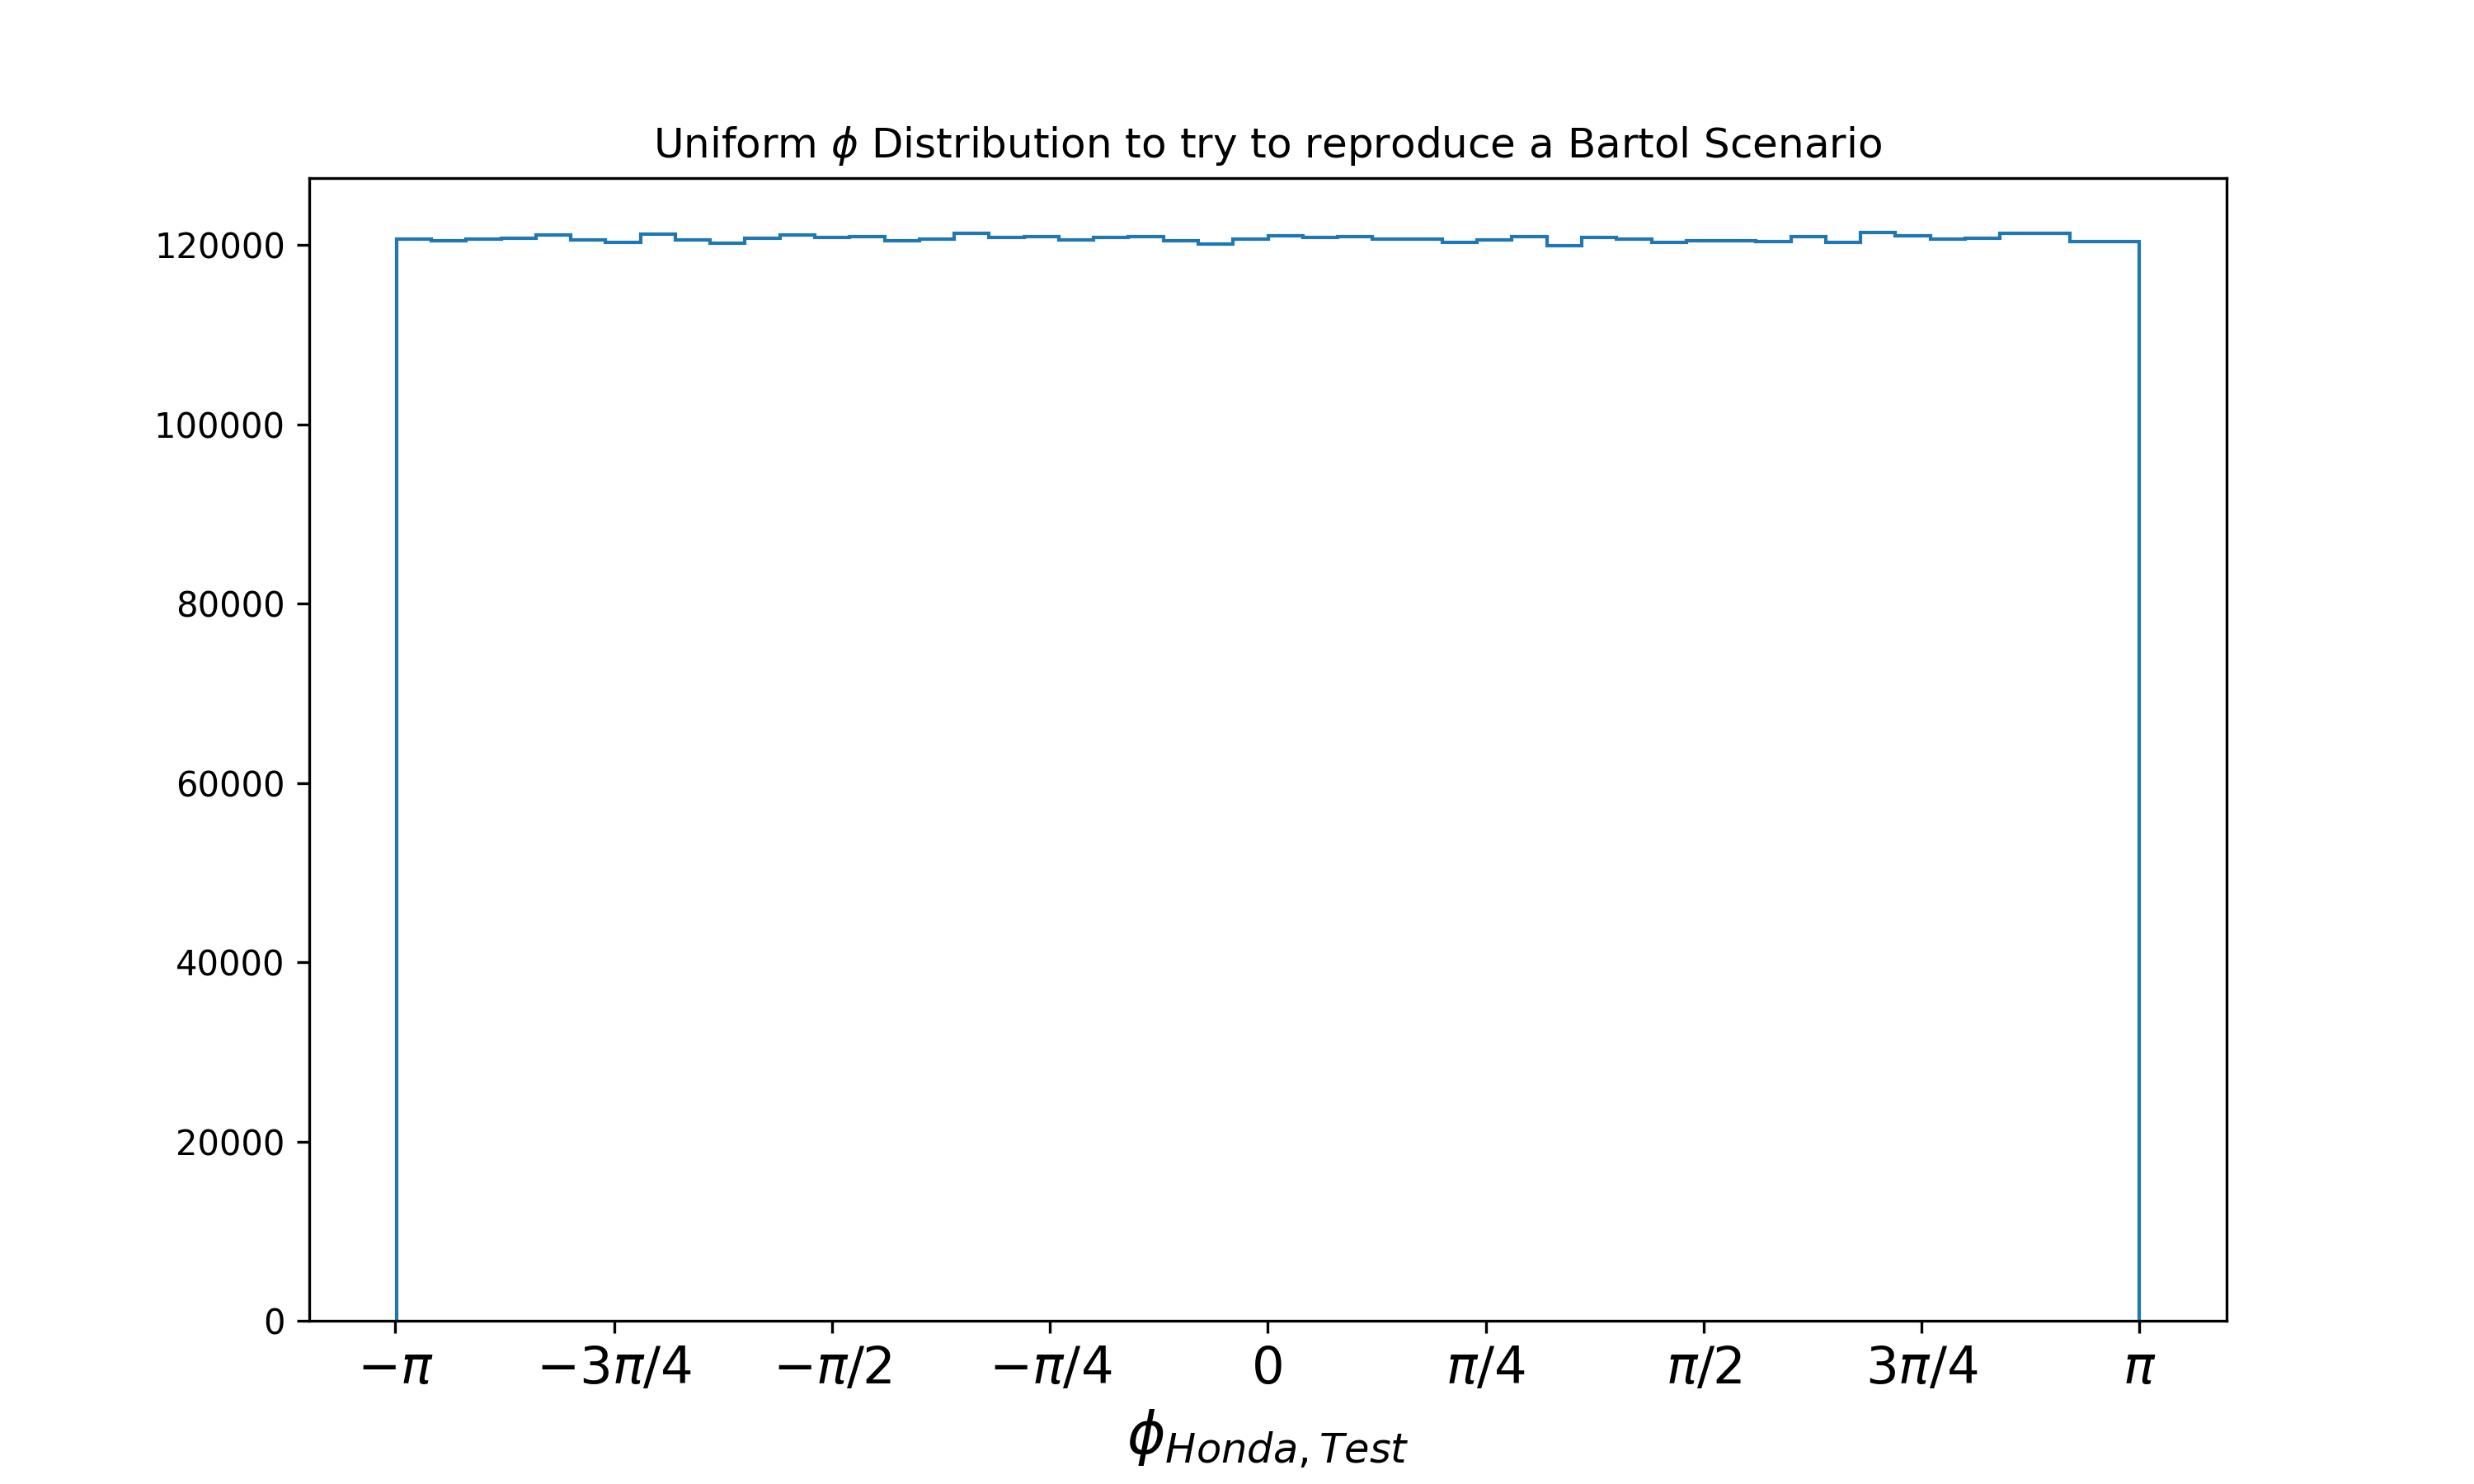 Uniform ϕ Distribution to try to reproduce a Bartol Scenario
120000
100000
80000
60000
40000
20000
0
−π −3π/4 −π/2 −π/4 0 π/4 π/2 3π/4 π
ϕHonda, Test